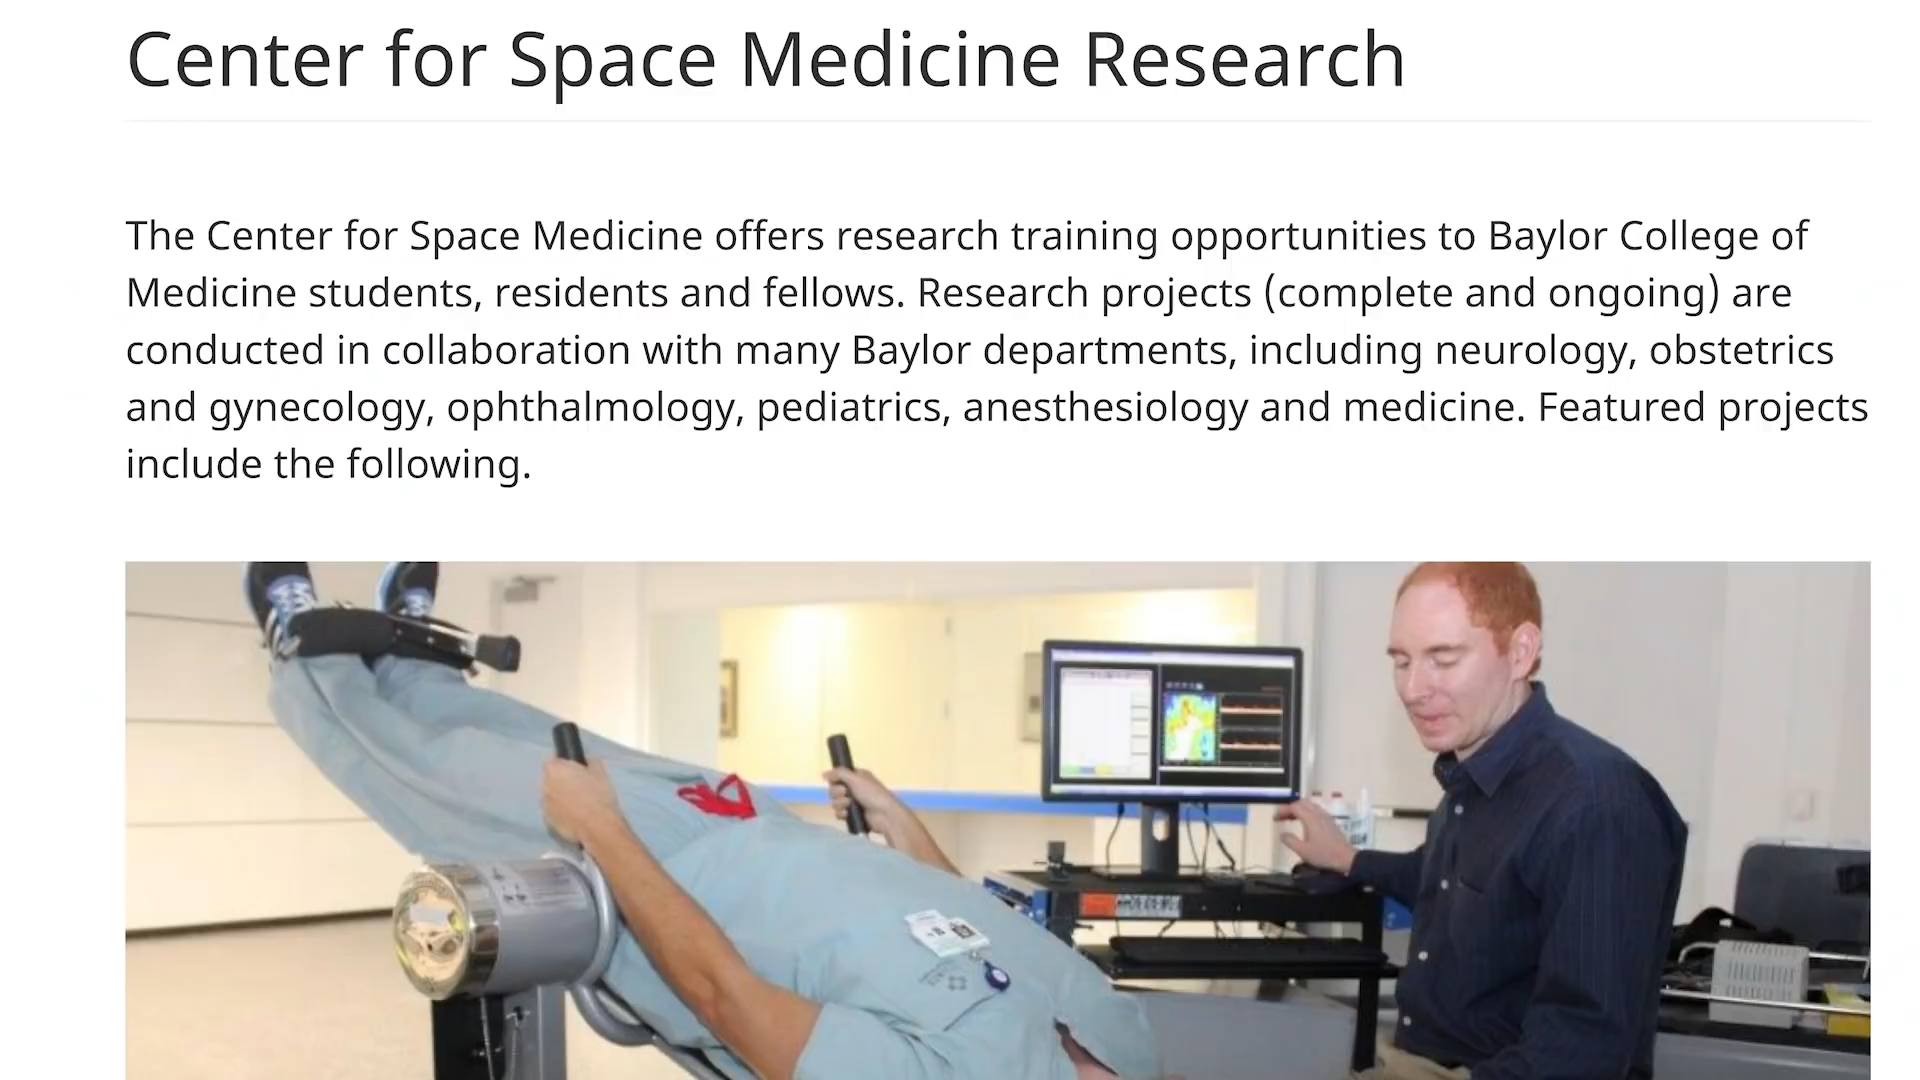 Center for Space Medicine Research
The Center for Space Medicine offers research training opportunities to Baylor College of
Medicine students, residents and fellows. Research projects (complete and ongoing) are
conducted in collaboration with many Baylor departments, including neurology, obstetrics
and gynecology, ophthalmology, pediatrics, anesthesiology and medicine. Featured projects
include the following.